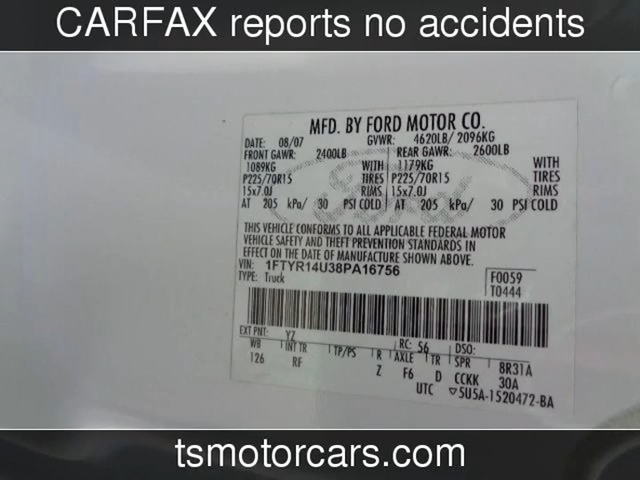 CARFAX reports no accidents
MFD. BY FORD MOTOR CO.
DATE: 08/07 GVWR: 4620LB/ 2096KG
FRONT GAWR: 2400LB REAR GAWR: 2600LB
1089KG WITH 1179KG WITH
P225/70R15 TIRES P225/70R15 TIRES
15x7.0J RIMS 15x7.0J RIMS
AT 205 kPa/ 30 PSI COLD AT 205 kPa/ 30 PSI COLD
Ford
THIS VEHICLE CONFORMS TO ALL APPLICABLE FEDERAL MOTOR
VEHICLE SAFETY AND THEFT PREVENTION STANDARDS IN
EFFECT ON THE DATE OF MANUFACTURE SHOWN ABOVE.
VIN: 1FTYR14U38PA16756
TYPE: Truck
F0059
T0444
EXT PNT: YZ RC: 56 DSO:
WB INT TR TP/PS R AXLE TR SPR 8R31A
126 RF Z F6 D CCKK 30A
UTC ▽5U5A-1520472-BA
tsmotorcars.com